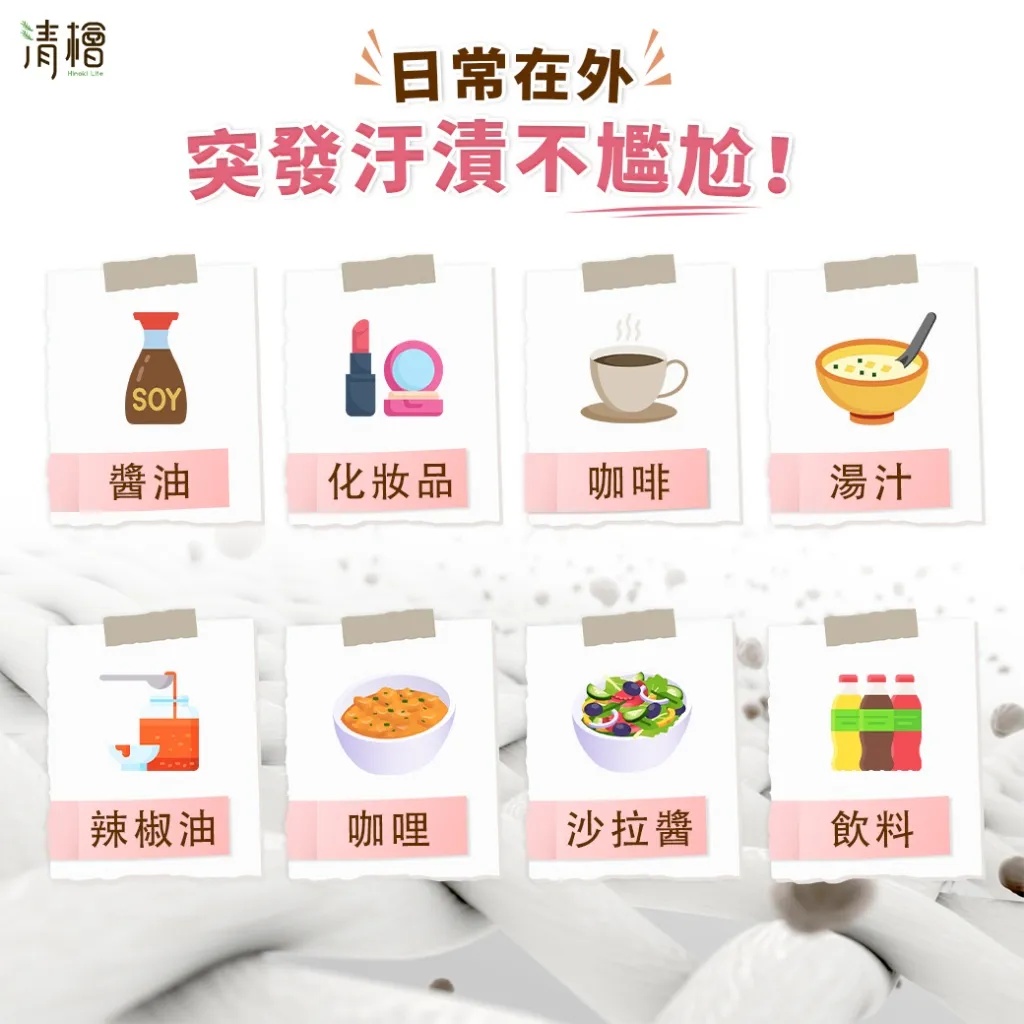 清檜
Hinoki Life
日常在外
突發汙漬不尷尬！
SOY
醬油
化妝品
咖啡
湯汁
辣椒油
咖哩
沙拉醬
飲料